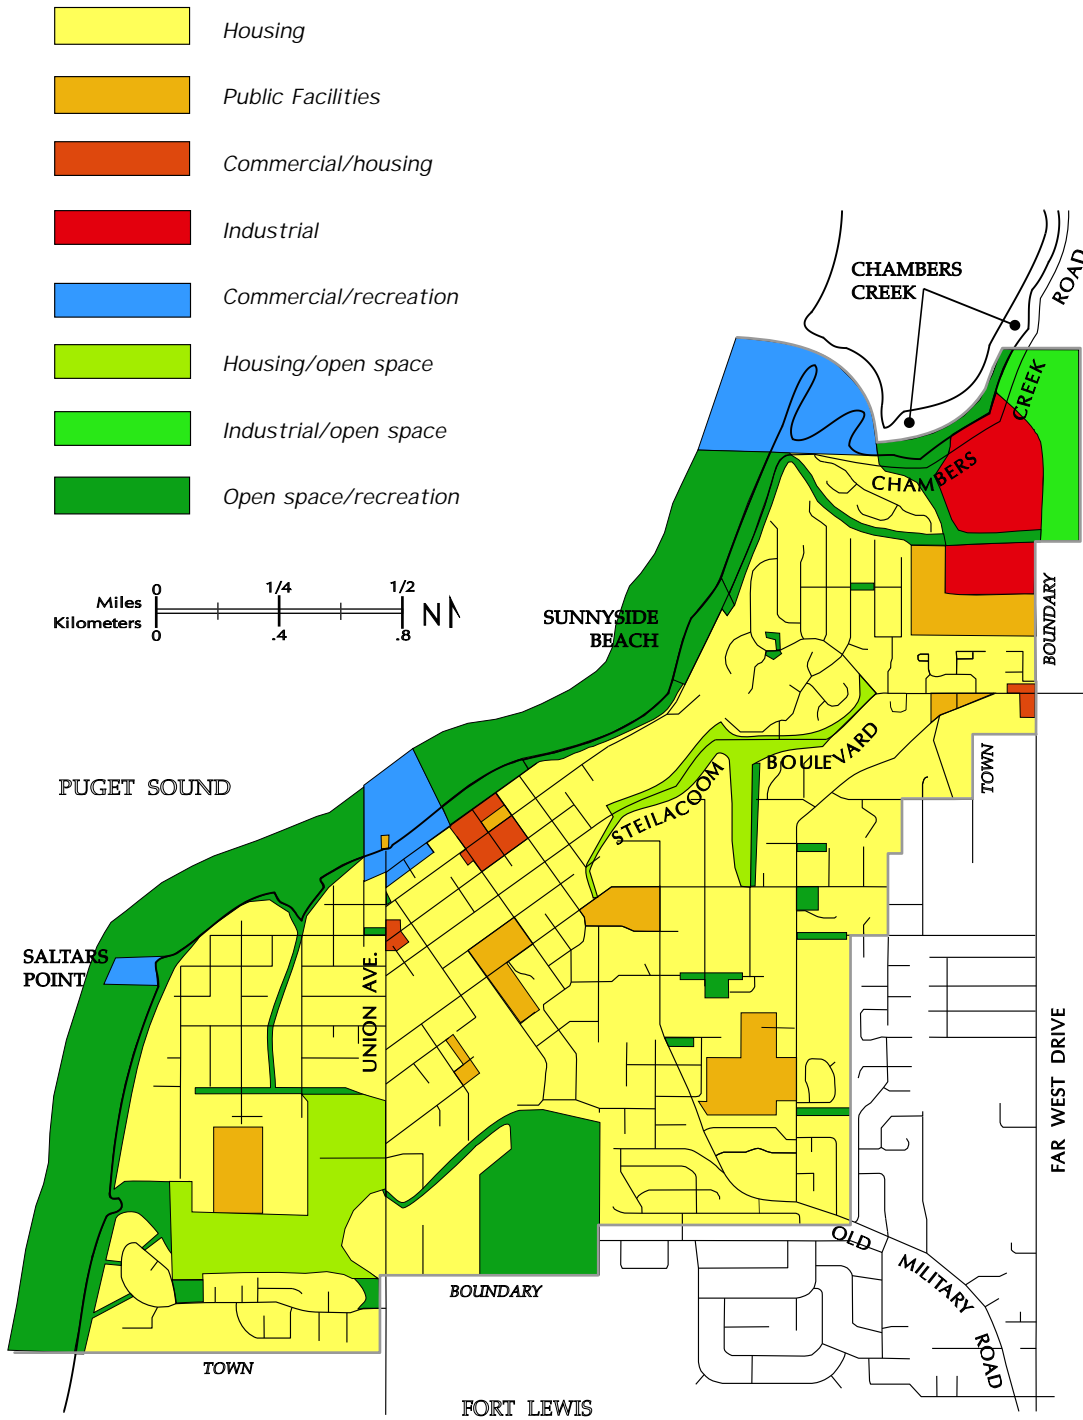 Housing
Public Facilities
Commercial/housing
Industrial
Commercial/recreation
Housing/open space
Industrial/open space
Open space/recreation
0 1/4 1/2
Miles
Kilometers
0 .4 .8
N
CHAMBERS
CREEK
ROAD
CREEK
CHAMBERS
SUNNYSIDE
BEACH
BOUNDARY
TOWN
PUGET SOUND
STEILACOOM
BOULEVARD
SALTARS
POINT
UNION AVE.
FAR WEST DRIVE
OLD
MILITARY
ROAD
BOUNDARY
TOWN
FORT LEWIS